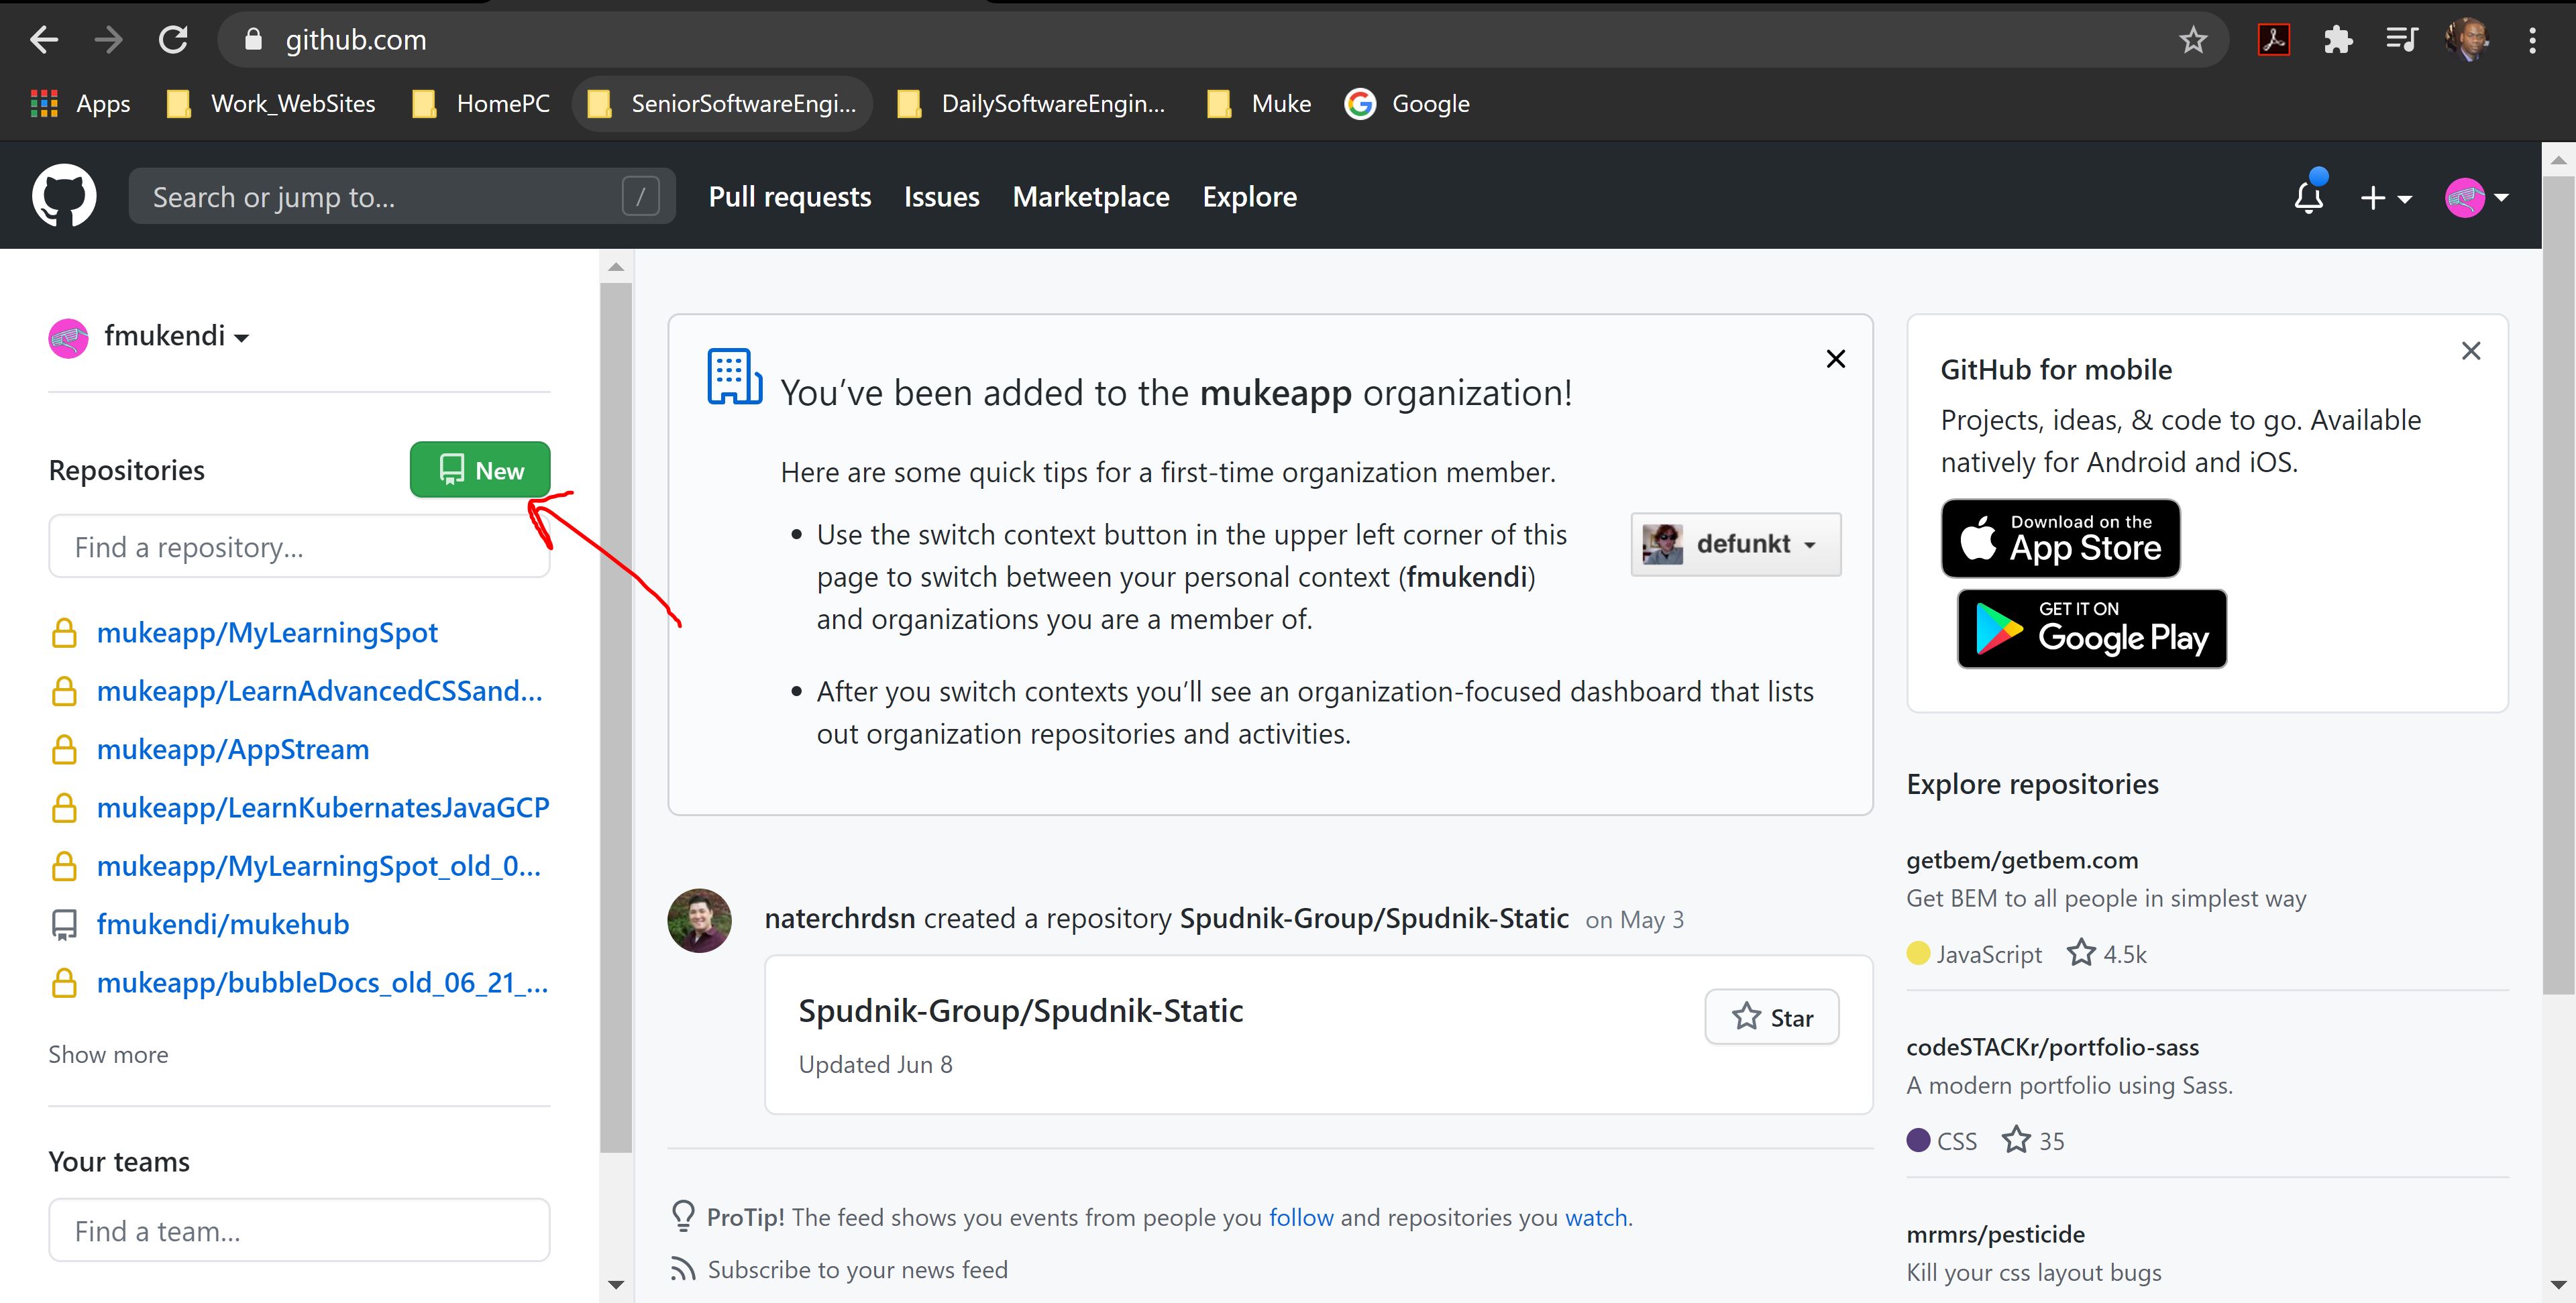 github.com
Apps
Work_WebSites
HomePC
SeniorSoftwareEngi...
DailySoftwareEngin...
Muke
Google
Search or jump to...
/
Pull requests
Issues
Marketplace
Explore
fmukendi
Repositories
New
Find a repository...
mukeapp/MyLearningSpot
mukeapp/LearnAdvancedCSSand...
mukeapp/AppStream
mukeapp/LearnKubernatesJavaGCP
mukeapp/MyLearningSpot_old_0...
fmukendi/mukehub
mukeapp/bubbleDocs_old_06_21_...
Show more
Your teams
Find a team...
You've been added to the mukeapp organization!
Here are some quick tips for a first-time organization member.
• Use the switch context button in the upper left corner of this
page to switch between your personal context (fmukendi)
and organizations you are a member of.
defunkt
• After you switch contexts you'll see an organization-focused dashboard that lists
out organization repositories and activities.
naterchrdsn created a repository Spudnik-Group/Spudnik-Static on May 3
Spudnik-Group/Spudnik-Static
Star
Updated Jun 8
ProTip! The feed shows you events from people you follow and repositories you watch.
Subscribe to your news feed
GitHub for mobile
Projects, ideas, & code to go. Available
natively for Android and iOS.
Download on the
App Store
GET IT ON
Google Play
Explore repositories
getbem/getbem.com
Get BEM to all people in simplest way
JavaScript 4.5k
codeSTACKr/portfolio-sass
A modern portfolio using Sass.
CSS 35
mrmrs/pesticide
Kill your css layout bugs